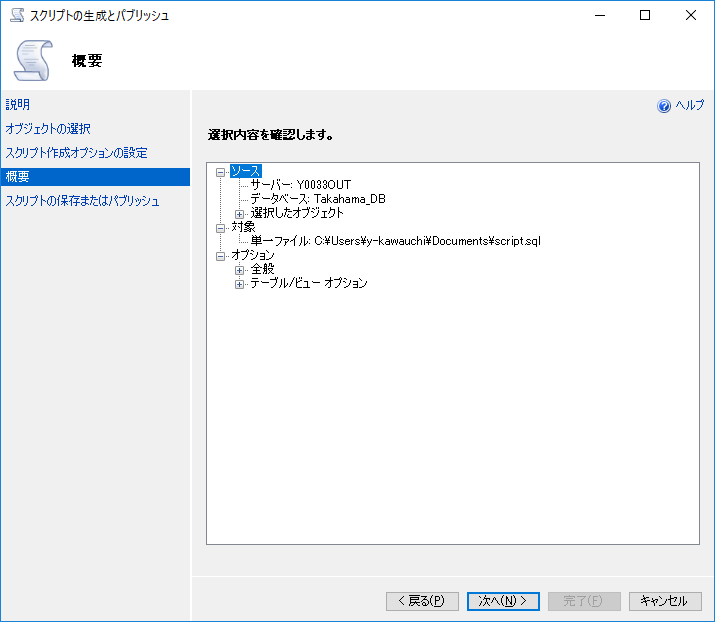 スクリプトの生成とパブリッシュ
概要
説明
オブジェクトの選択
スクリプト作成オプションの設定
概要
スクリプトの保存またはパブリッシュ
ヘルプ
選択内容を確認します。
ソース
サーバー: Y0033OUT
データベース: Takahama_DB
選択したオブジェクト
対象
単一ファイル: C:¥Users¥y-kawauchi¥Documents¥script.sql
オプション
全般
テーブル/ビュー オプション
< 戻る(P)
次へ(N) >
完了(F)
キャンセル